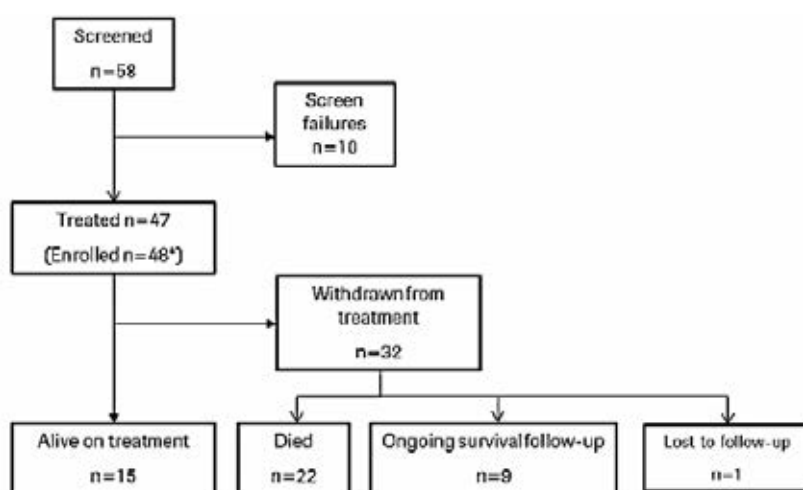 Screened
n=58
Screen
failures
n=10
Treated n=47
(Enrolled n=48*)
Withdrawn from
treatment
n=32
Alive on treatment
n=15
Died
n=22
Ongoing survival follow-up
n=9
Lost to follow-up
n=1